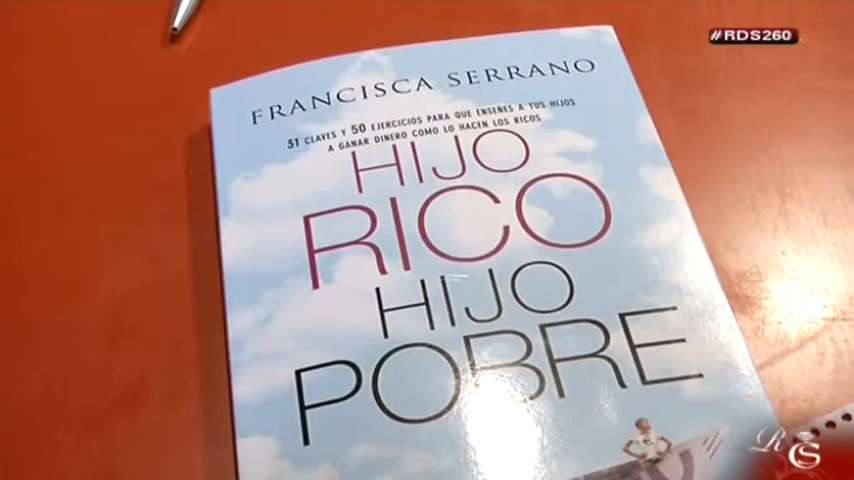 #RDS260
FRANCISCA SERRANO
31 CLAVES Y 50 EJERCICIOS PARA QUE ENSEÑES A TUS HIJOS
A GANAR DINERO COMO LO HACEN LOS RICOS
HIJO
RICO
HIJO
POBRE